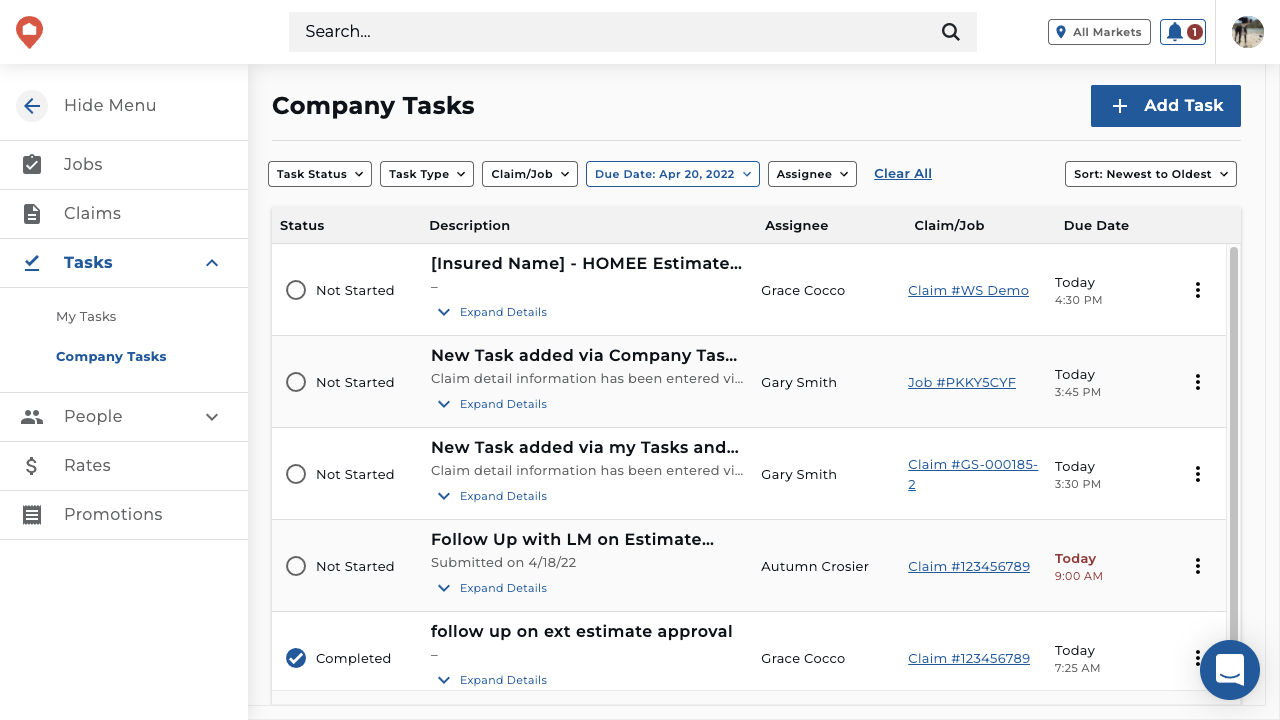 Search...
All Markets
1
Hide Menu
Jobs
Claims
Tasks
My Tasks
Company Tasks
People
Rates
Promotions
Company Tasks
Add Task
Task Status
Task Type
Claim/Job
Due Date: Apr 20, 2022
Assignee
Clear All
Sort: Newest to Oldest
Status Description Assignee Claim/Job Due Date
[Insured Name] - HOMEE Estimate...
–
Expand Details
Not Started
Grace Cocco
Claim #WS Demo
Today
4:30 PM
New Task added via Company Tas...
Claim detail information has been entered vi...
Expand Details
Not Started
Gary Smith
Job #PKKY5CYF
Today
3:45 PM
New Task added via my Tasks and...
Claim detail information has been entered vi...
Expand Details
Not Started
Gary Smith
Claim #GS-000185-
2
Today
3:30 PM
Follow Up with LM on Estimate...
Submitted on 4/18/22
Expand Details
Not Started
Autumn Crosier
Claim #123456789
Today
9:00 AM
follow up on ext estimate approval
–
Expand Details
Completed
Grace Cocco
Claim #123456789
Today
7:25 AM